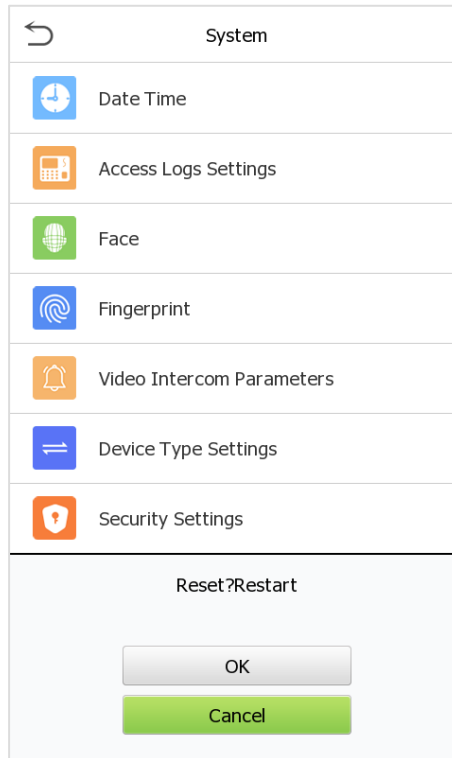 System
Date Time
Access Logs Settings
Face
Fingerprint
Video Intercom Parameters
Device Type Settings
Security Settings
Reset?Restart
OK
Cancel